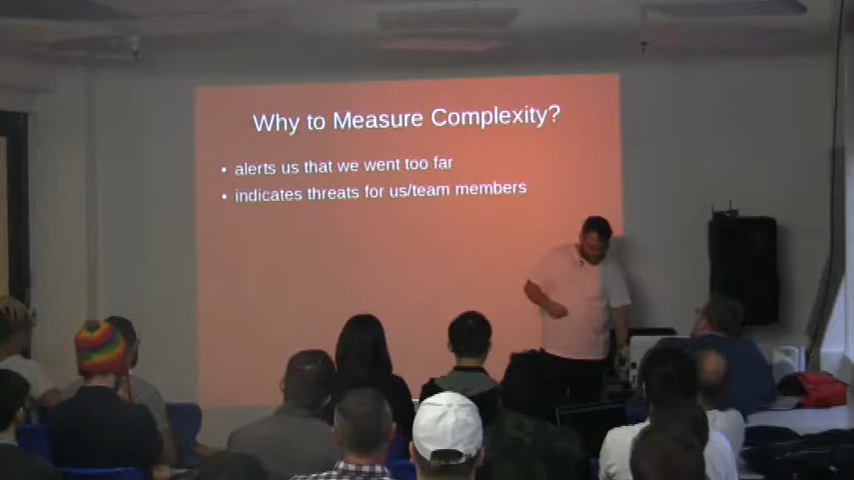 Why to Measure Complexity?
• alerts us that we went too far
• indicates threats for us/team members